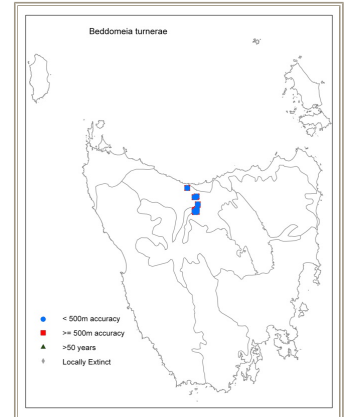 Beddomeia turnerae
< 500m accuracy
>= 500m accuracy
>50 years
Locally Extinct